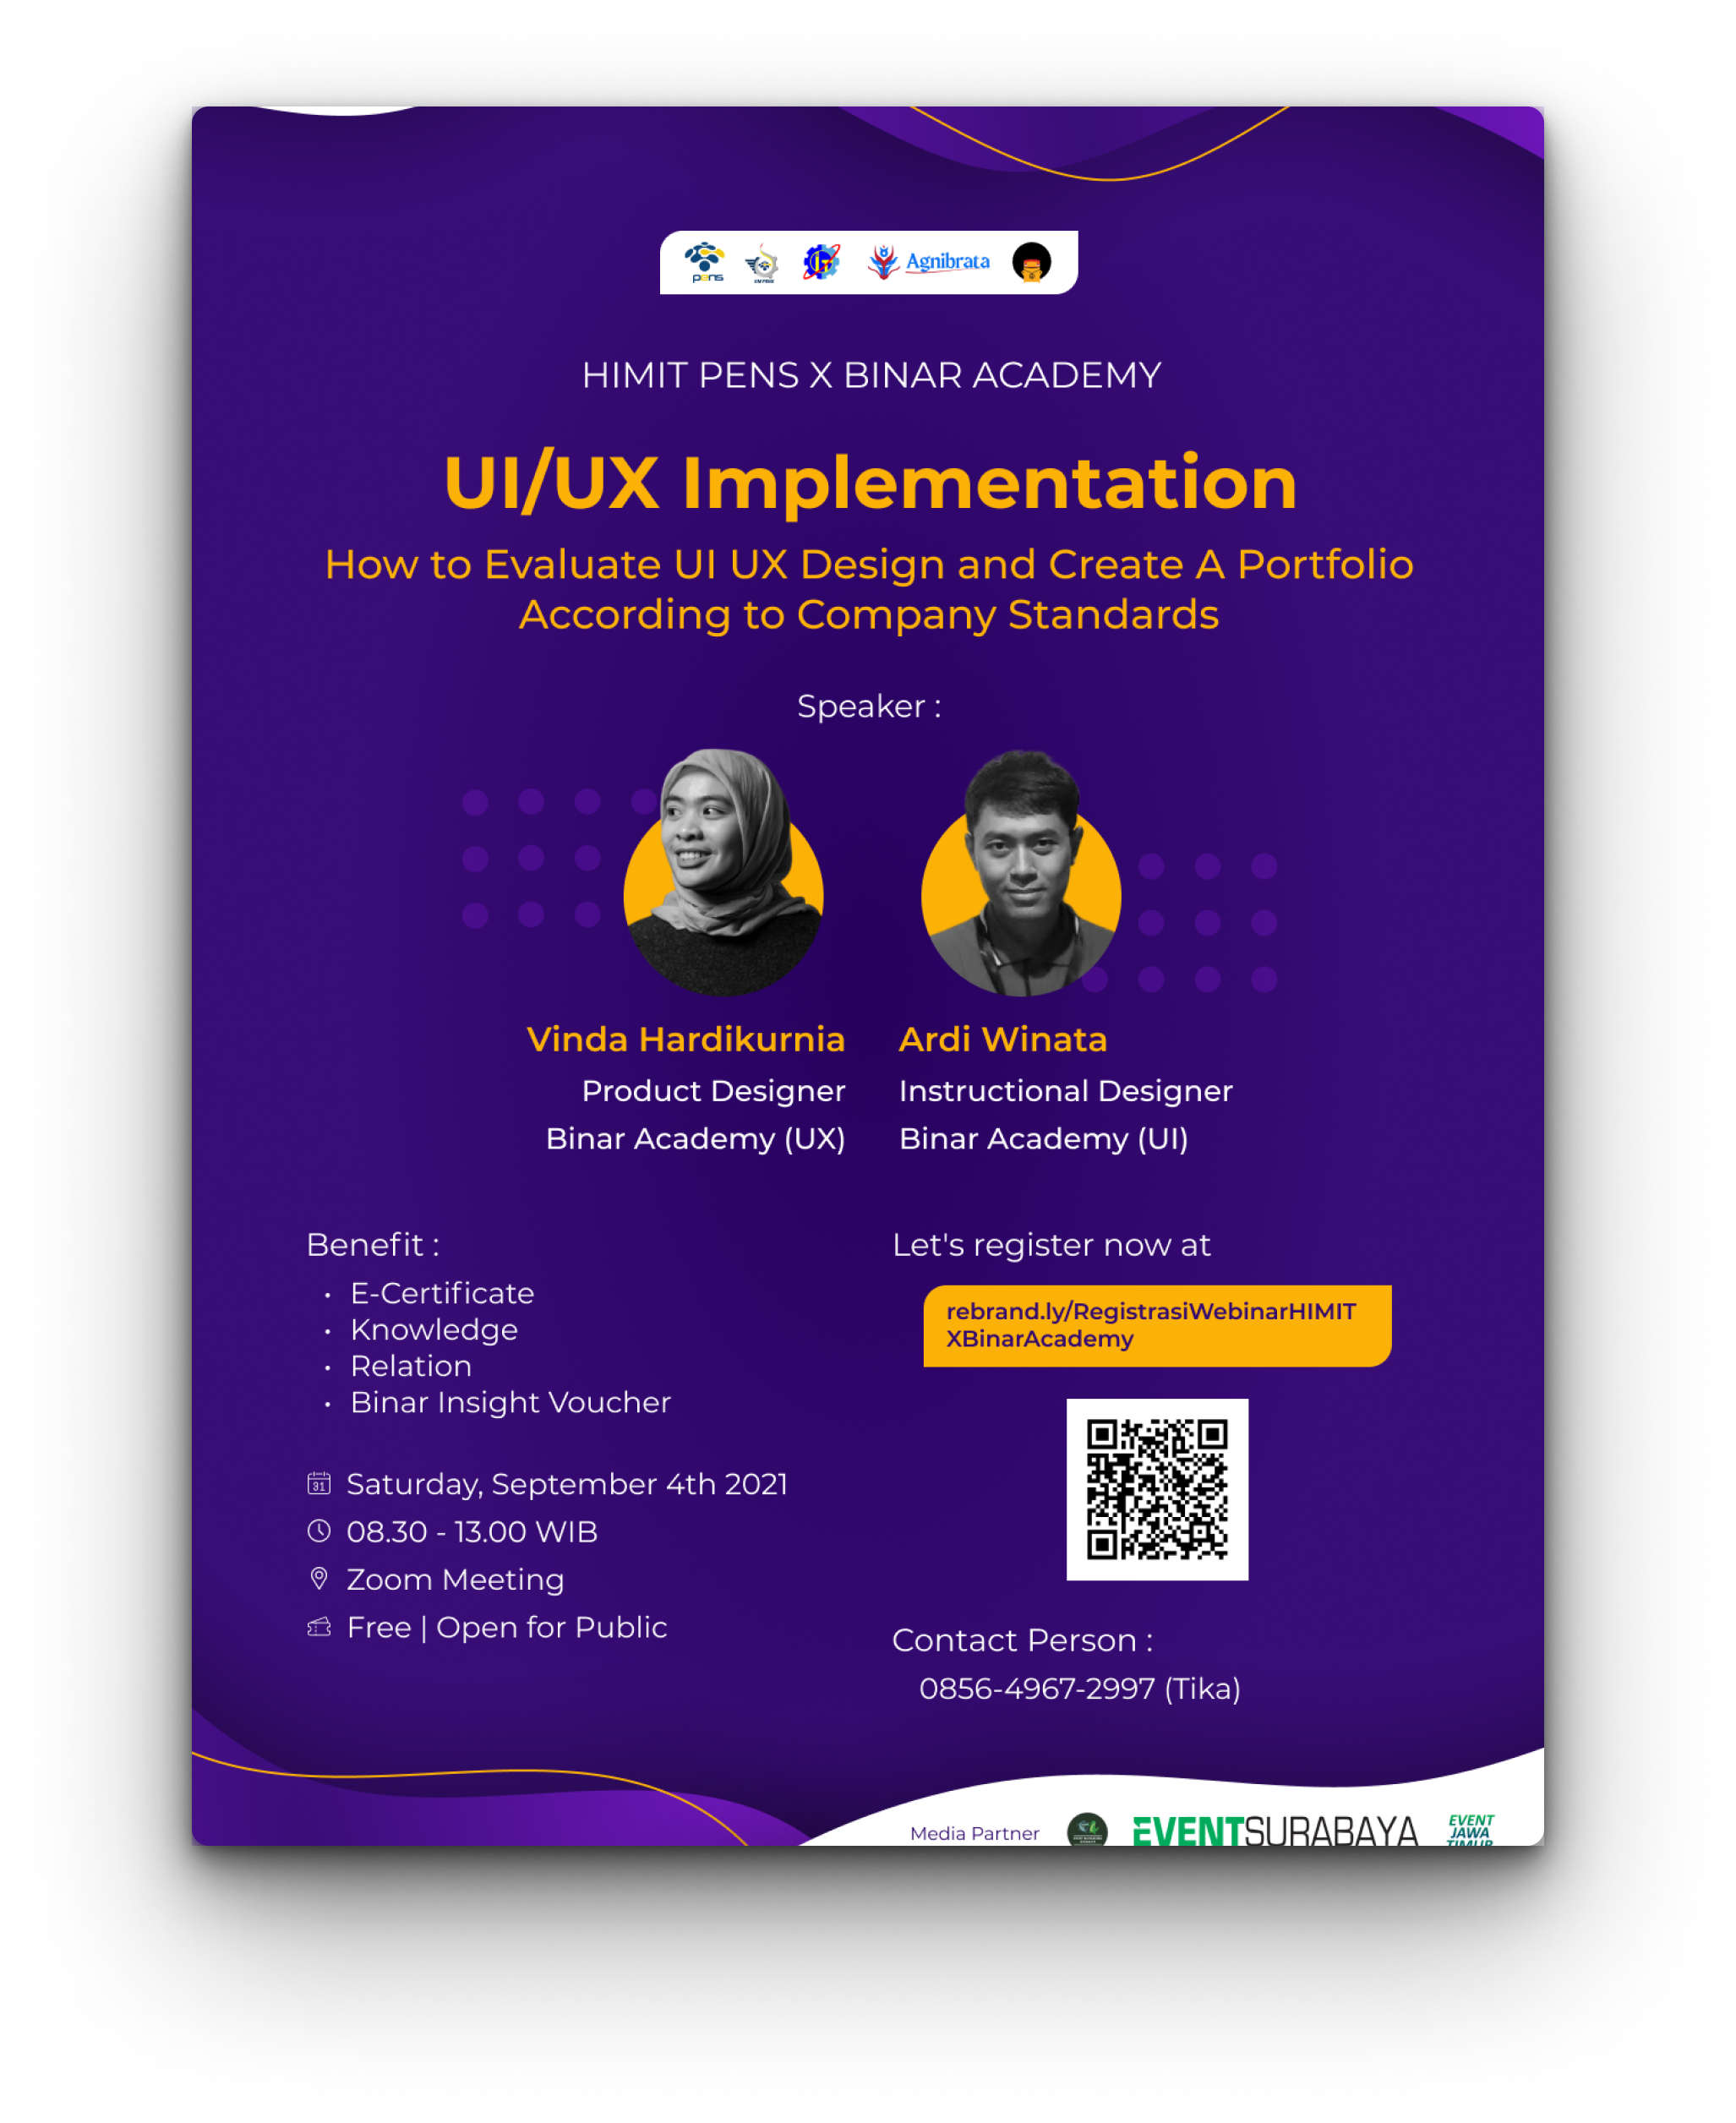 pens
Agnibrata
HIMIT PENS X BINAR ACADEMY
UI/UX Implementation
How to Evaluate UI UX Design and Create A Portfolio
According to Company Standards
Speaker :
Vinda Hardikurnia
Product Designer
Binar Academy (UX)
Ardi Winata
Instructional Designer
Binar Academy (UI)
Benefit :
• E-Certificate
• Knowledge
• Relation
• Binar Insight Voucher
31 Saturday, September 4th 2021
08.30 - 13.00 WIB
Zoom Meeting
Free | Open for Public
Let's register now at
rebrand.ly/RegistrasiWebinarHIMIT
XBinarAcademy
Contact Person :
0856-4967-2997 (Tika)
Media Partner
EVENTSURABAYA
EVENT
JAWA
TIMUR